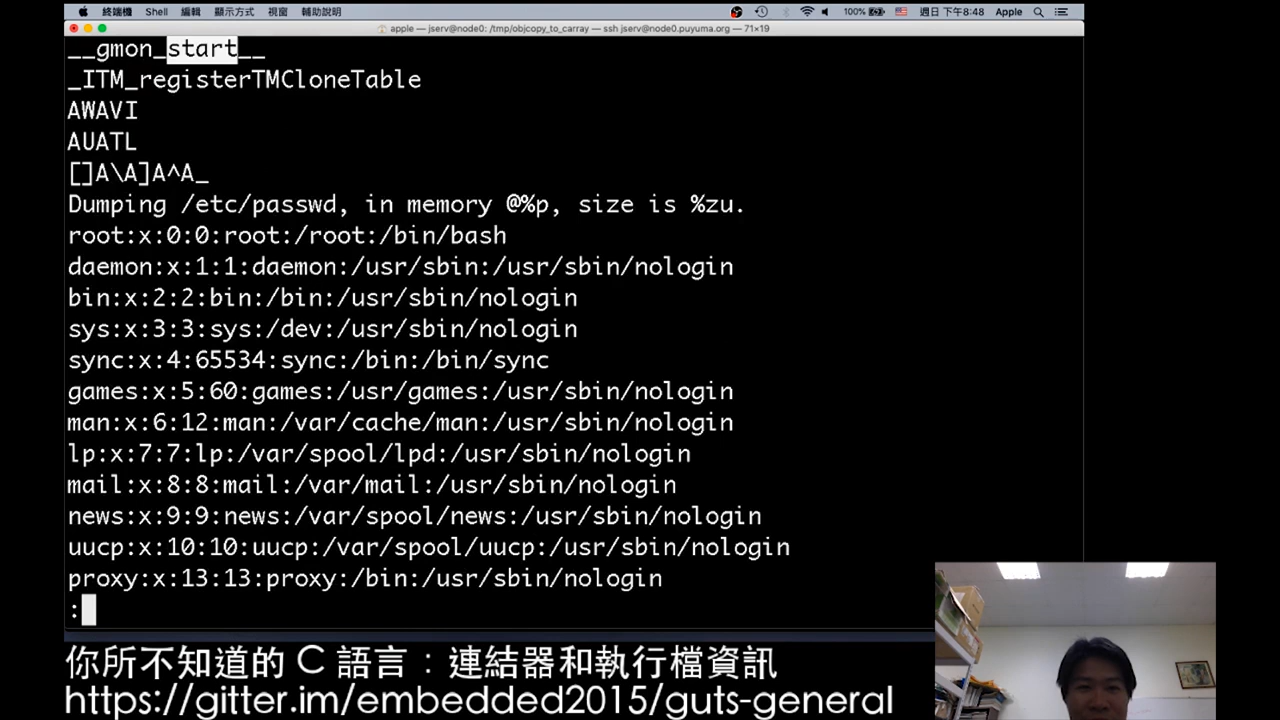 終端機 Shell 編輯 顯示方式 視窗 輔助說明 100% 週日 下午8:48 Apple
apple — jserv@node0: /tmp/objcopy_to_carray — ssh jserv@node0.puyuma.org — 71×19
__gmon_start__
_ITM_registerTMCloneTable
AWAVI
AUATL
[]A\A]A^A_
Dumping /etc/passwd, in memory @%p, size is %zu.
root:x:0:0:root:/root:/bin/bash
daemon:x:1:1:daemon:/usr/sbin:/usr/sbin/nologin
bin:x:2:2:bin:/bin:/usr/sbin/nologin
sys:x:3:3:sys:/dev:/usr/sbin/nologin
sync:x:4:65534:sync:/bin:/bin/sync
games:x:5:60:games:/usr/games:/usr/sbin/nologin
man:x:6:12:man:/var/cache/man:/usr/sbin/nologin
lp:x:7:7:lp:/var/spool/lpd:/usr/sbin/nologin
mail:x:8:8:mail:/var/mail:/usr/sbin/nologin
news:x:9:9:news:/var/spool/news:/usr/sbin/nologin
uucp:x:10:10:uucp:/var/spool/uucp:/usr/sbin/nologin
proxy:x:13:13:proxy:/bin:/usr/sbin/nologin
:
你所不知道的 C 語言：連結器和執行檔資訊
https://gitter.im/embedded2015/guts-general